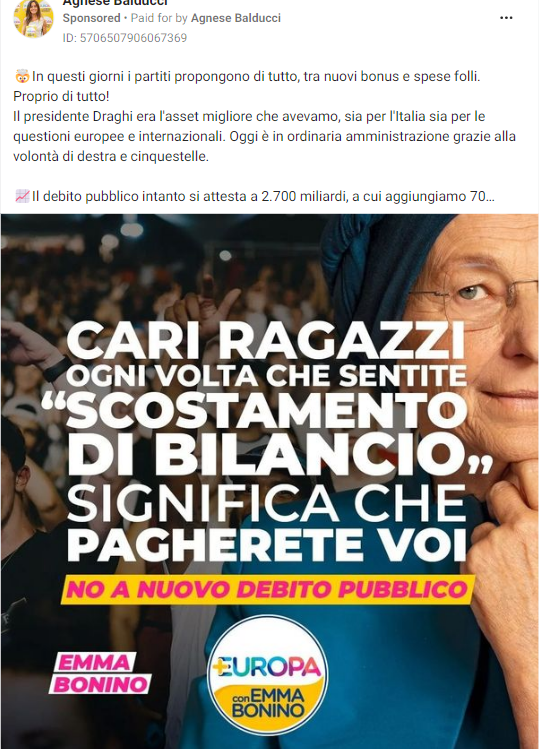 Agnese Balducci
Sponsored • Paid for by Agnese Balducci
ID: 5706507906067369
🤯In questi giorni i partiti propongono di tutto, tra nuovi bonus e spese folli.
Proprio di tutto!
Il presidente Draghi era l'asset migliore che avevamo, sia per l'Italia sia per le
questioni europee e internazionali. Oggi è in ordinaria amministrazione grazie alla
volontà di destra e cinquestelle.
📈Il debito pubblico intanto si attesta a 2.700 miliardi, a cui aggiungiamo 70...
CARI RAGAZZI
OGNI VOLTA CHE SENTITE
“SCOSTAMENTO
DI BILANCIO„
SIGNIFICA CHE
PAGHERETE VOI
NO A NUOVO DEBITO PUBBLICO
EMMA
BONINO
+EUROPA
con EMMA
BONINO